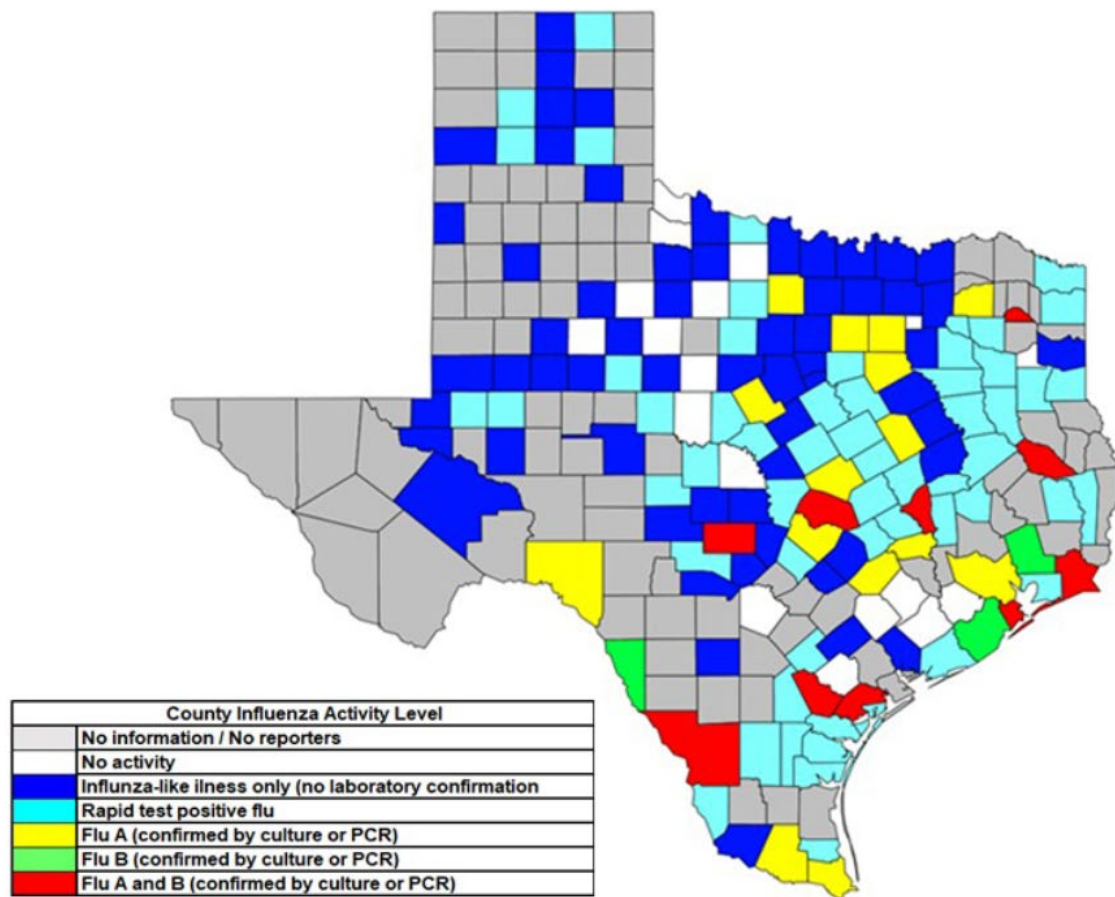 County Influenza Activity Level
No information / No reporters
No activity
Influnza-like ilness only (no laboratory confirmation
Rapid test positive flu
Flu A (confirmed by culture or PCR)
Flu B (confirmed by culture or PCR)
Flu A and B (confirmed by culture or PCR)